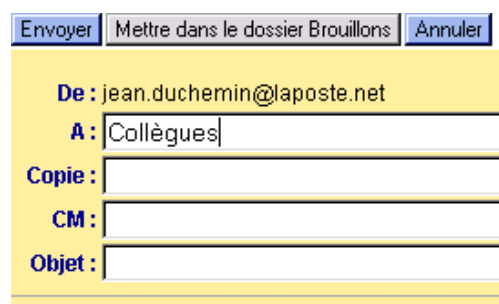 Envoyer Mettre dans le dossier Brouillons Annuler
De : jean.duchemin@laposte.net
A : Collègues
Copie :
CM :
Objet :